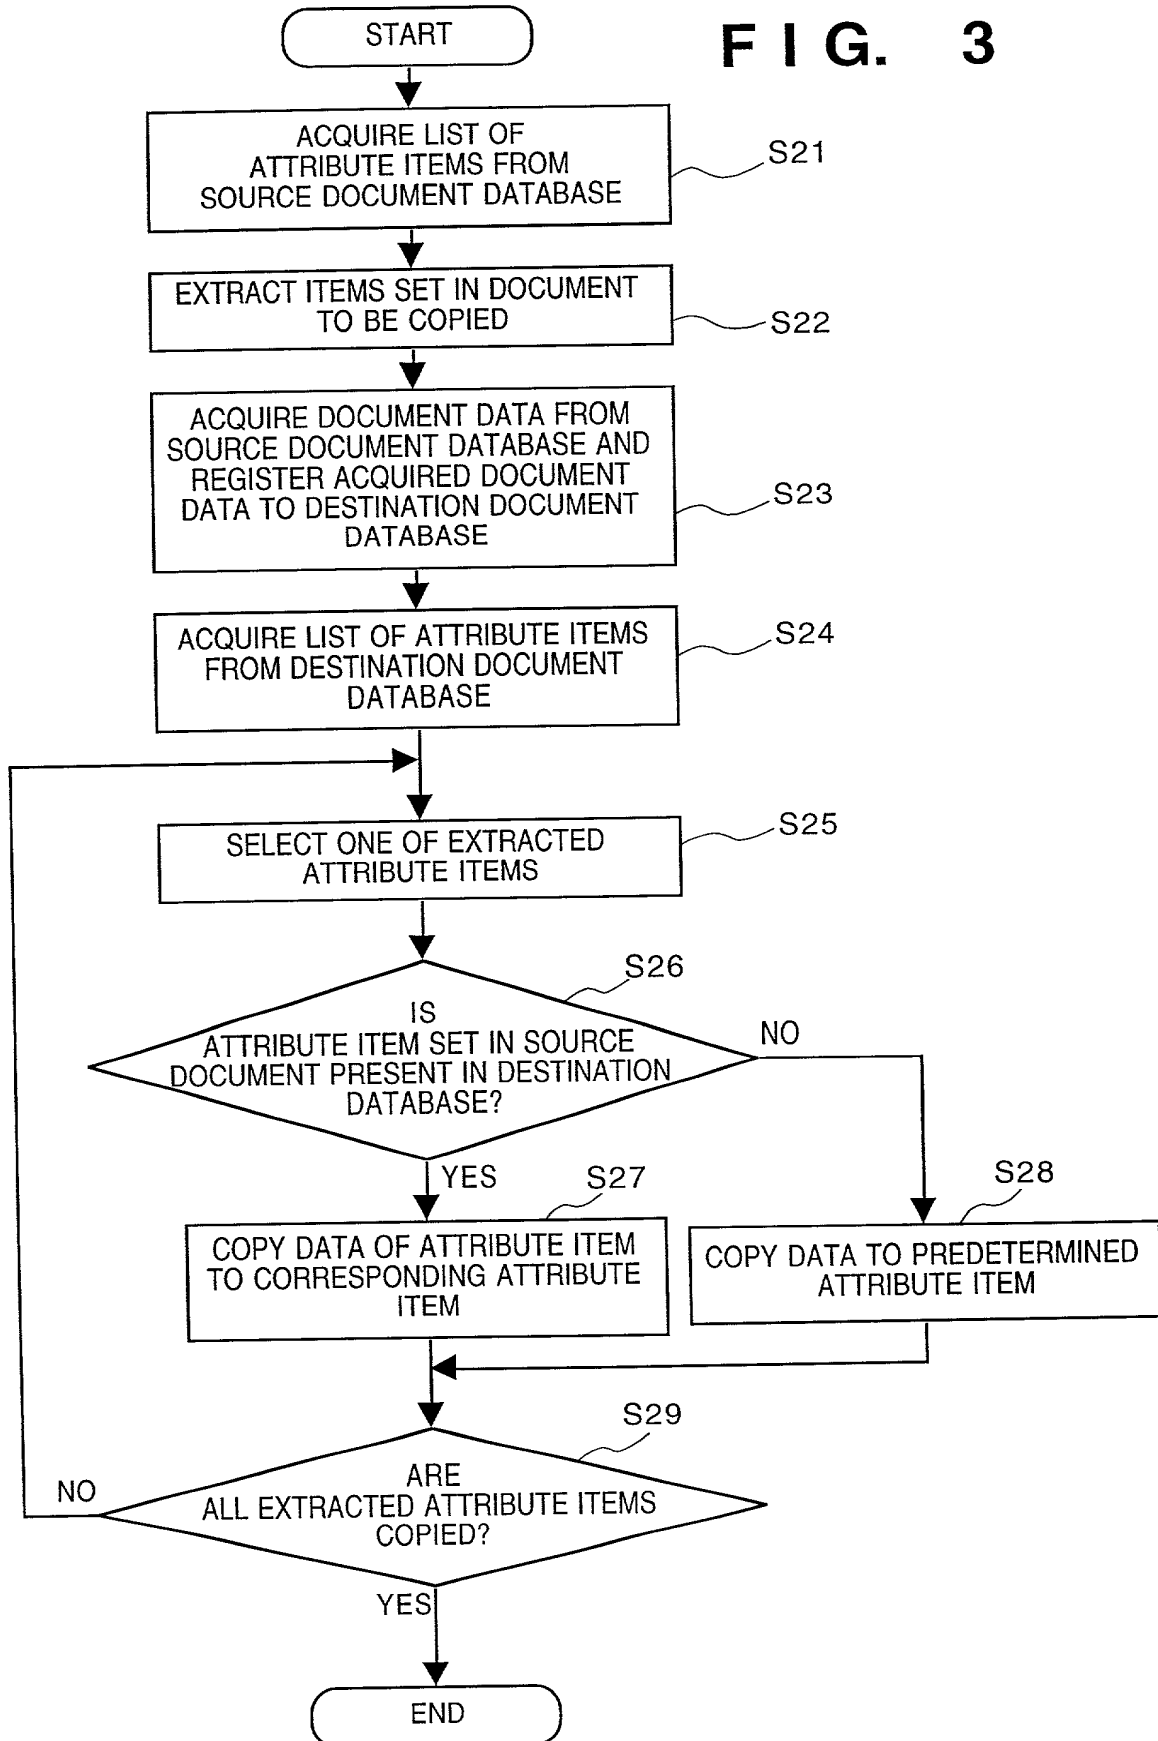 START
FIG. 3
ACQUIRE LIST OF
ATTRIBUTE ITEMS FROM
SOURCE DOCUMENT DATABASE
S21
EXTRACT ITEMS SET IN DOCUMENT
TO BE COPIED
S22
ACQUIRE DOCUMENT DATA FROM
SOURCE DOCUMENT DATABASE AND
REGISTER ACQUIRED DOCUMENT
DATA TO DESTINATION DOCUMENT
DATABASE
S23
ACQUIRE LIST OF ATTRIBUTE ITEMS
FROM DESTINATION DOCUMENT
DATABASE
S24
SELECT ONE OF EXTRACTED
ATTRIBUTE ITEMS
S25
S26
IS
ATTRIBUTE ITEM SET IN SOURCE
DOCUMENT PRESENT IN DESTINATION
DATABASE?
NO
YES
S27
COPY DATA OF ATTRIBUTE ITEM
TO CORRESPONDING ATTRIBUTE
ITEM
S28
COPY DATA TO PREDETERMINED
ATTRIBUTE ITEM
S29
ARE
ALL EXTRACTED ATTRIBUTE ITEMS
COPIED?
NO
YES
END